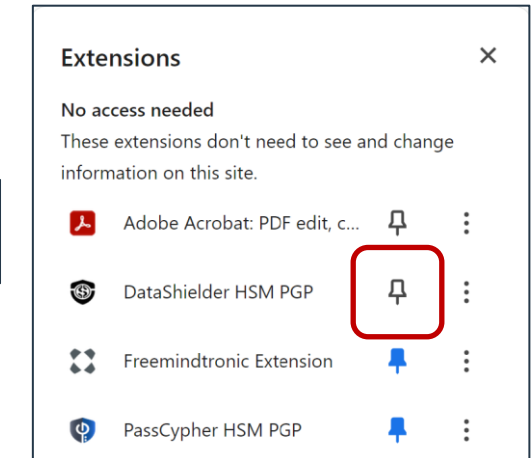 Extensions
No access needed
These extensions don't need to see and change
information on this site.
Adobe Acrobat: PDF edit, c...
DataShielder HSM PGP
Freemindtronic Extension
PassCypher HSM PGP